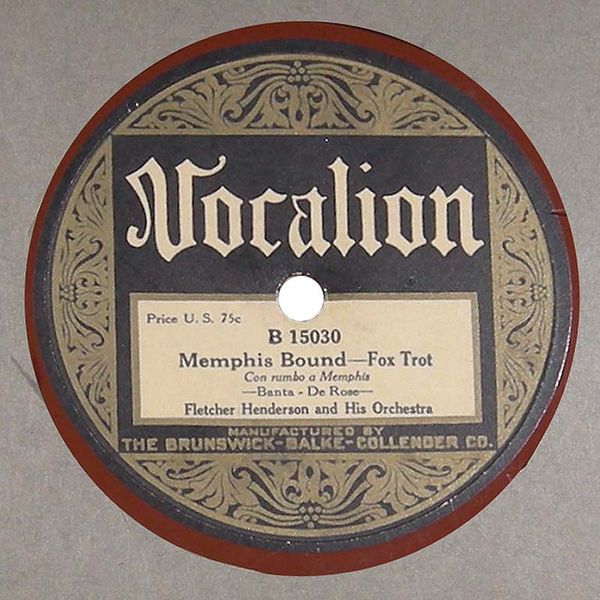 Vocalion
Price U. S. 75c
B 15030
Memphis Bound—Fox Trot
Con rumbo a Memphis
—Banta - De Rose—
Fletcher Henderson and His Orchestra
MANUFACTURED BY
THE BRUNSWICK-BALKE-COLLENDER CO.